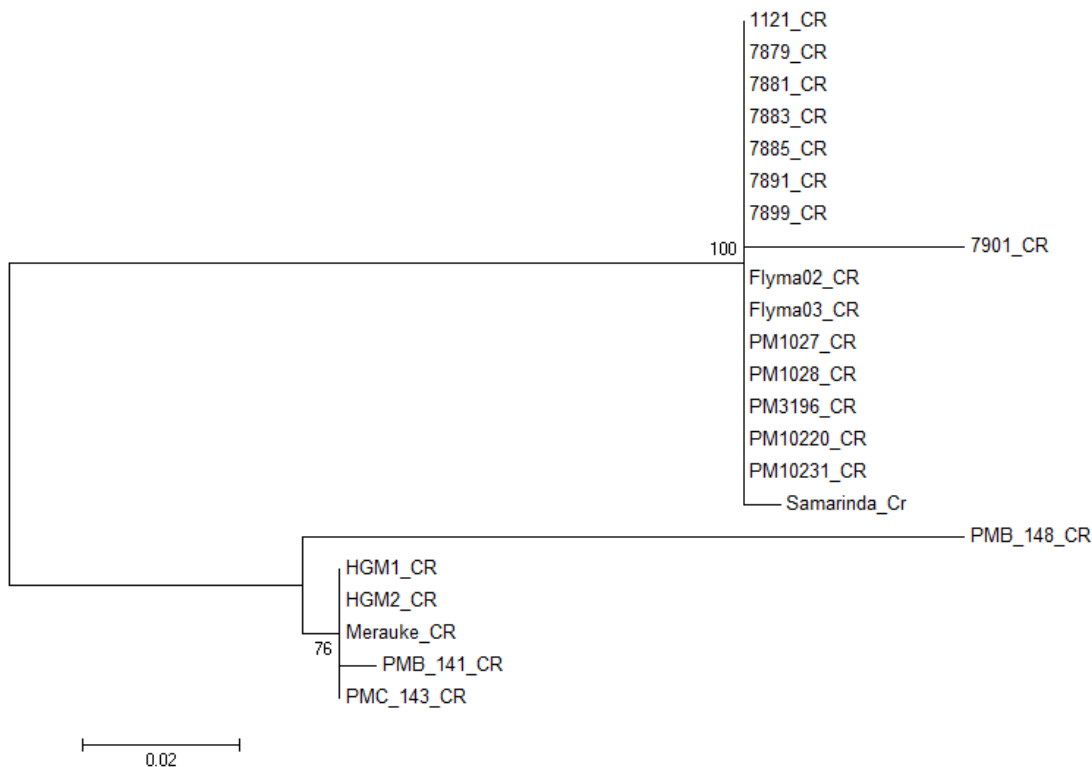 1121_CR
7879_CR
7881_CR
7883_CR
7885_CR
7891_CR
7899_CR
100
7901_CR
Flyma02_CR
Flyma03_CR
PM1027_CR
PM1028_CR
PM3196_CR
PM10220_CR
PM10231_CR
Samarinda_Cr
PMB_148_CR
HGM1_CR
HGM2_CR
Merauke_CR
76
PMB_141_CR
PMC_143_CR
0.02